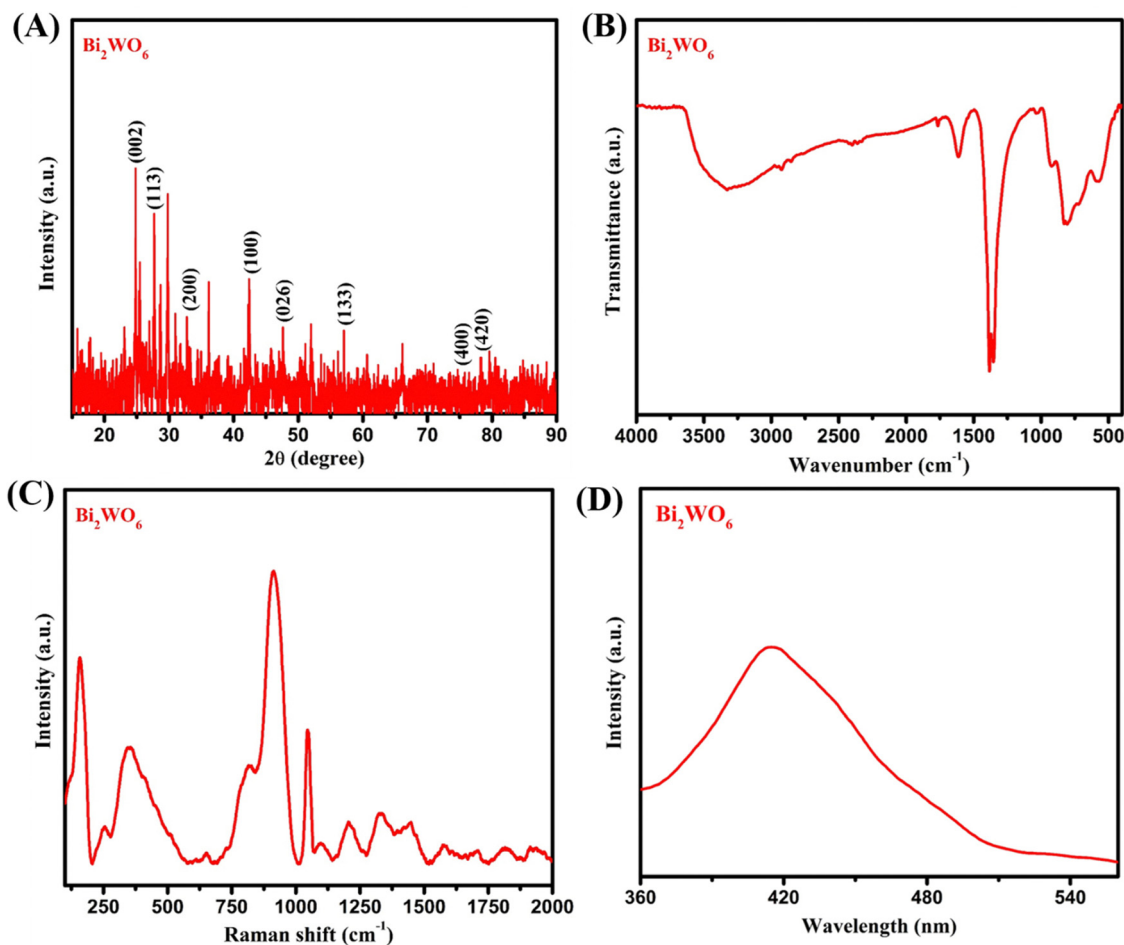 (A)
Bi₂WO₆
(002)
(113)
(200)
(100)
(026)
(133)
(400)
(420)
Intensity (a.u.)
20 30 40 50 60 70 80 90
2θ (degree)
(B)
Bi₂WO₆
Transmittance (a.u.)
4000 3500 3000 2500 2000 1500 1000 500
Wavenumber (cm⁻¹)
(C)
Bi₂WO₆
Intensity (a.u.)
250 500 750 1000 1250 1500 1750 2000
Raman shift (cm⁻¹)
(D)
Bi₂WO₆
Intensity (a.u.)
360 420 480 540
Wavelength (nm)